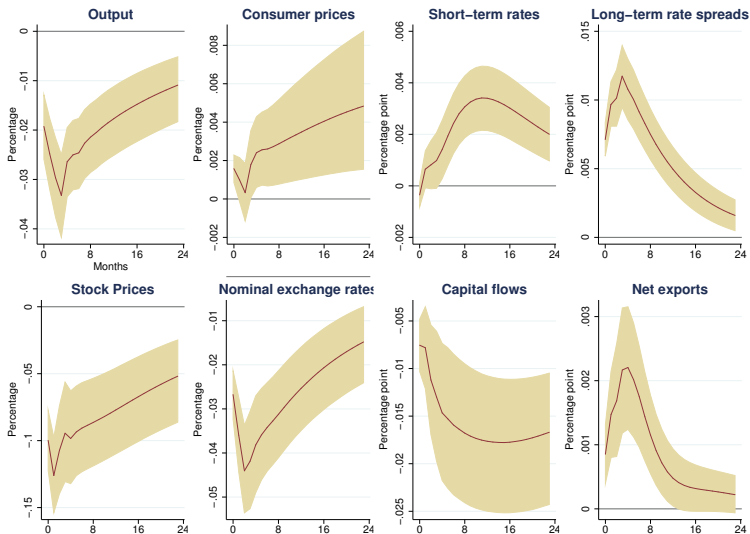 Output
Percentage
0
-.01
-.02
-.03
-.04
0 8 16 24
Months
Consumer prices
Percentage
.008
.006
.004
.002
0
-.002
0 8 16 24
Short-term rates
Percentage point
.006
.004
.002
0
-.002
0 8 16 24
Long-term rate spreads
Percentage point
.015
.01
.005
0
0 8 16 24
Stock Prices
Percentage
0
-.05
-.1
-.15
0 8 16 24
Nominal exchange rates
Percentage
-.01
-.02
-.03
-.04
-.05
0 8 16 24
Capital flows
Percentage point
-.005
-.01
-.015
-.02
-.025
0 8 16 24
Net exports
Percentage point
.003
.002
.001
0
0 8 16 24